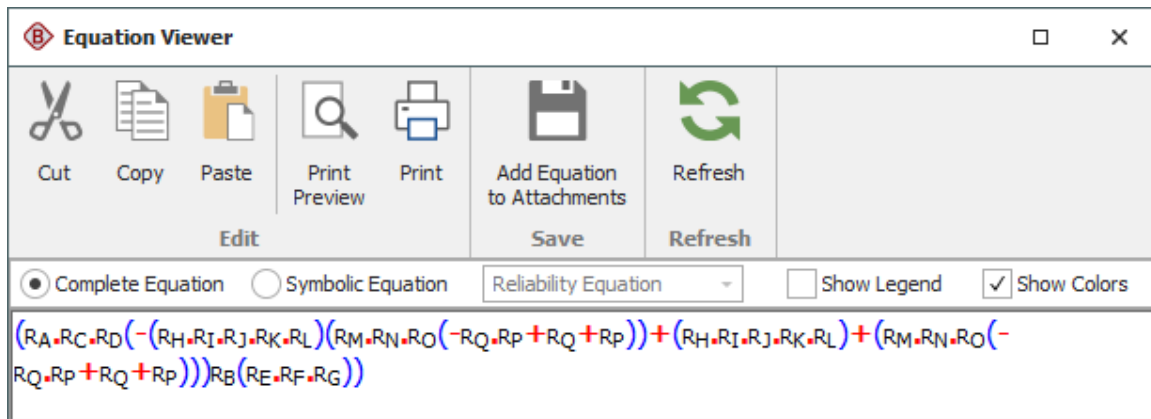 B Equation Viewer
Cut Copy Paste Print Preview Print Add Equation to Attachments Refresh
Edit Save Refresh
Complete Equation Symbolic Equation Reliability Equation Show Legend Show Colors
(RA.RC.RD(-(RH.RI.RJ.RK.RL)(RM.RN.RO(-RQ.RP+RQ+RP))+(RH.RI.RJ.RK.RL)+(RM.RN.RO(-
RQ.RP+RQ+RP)))RB(RE.RF.RG))